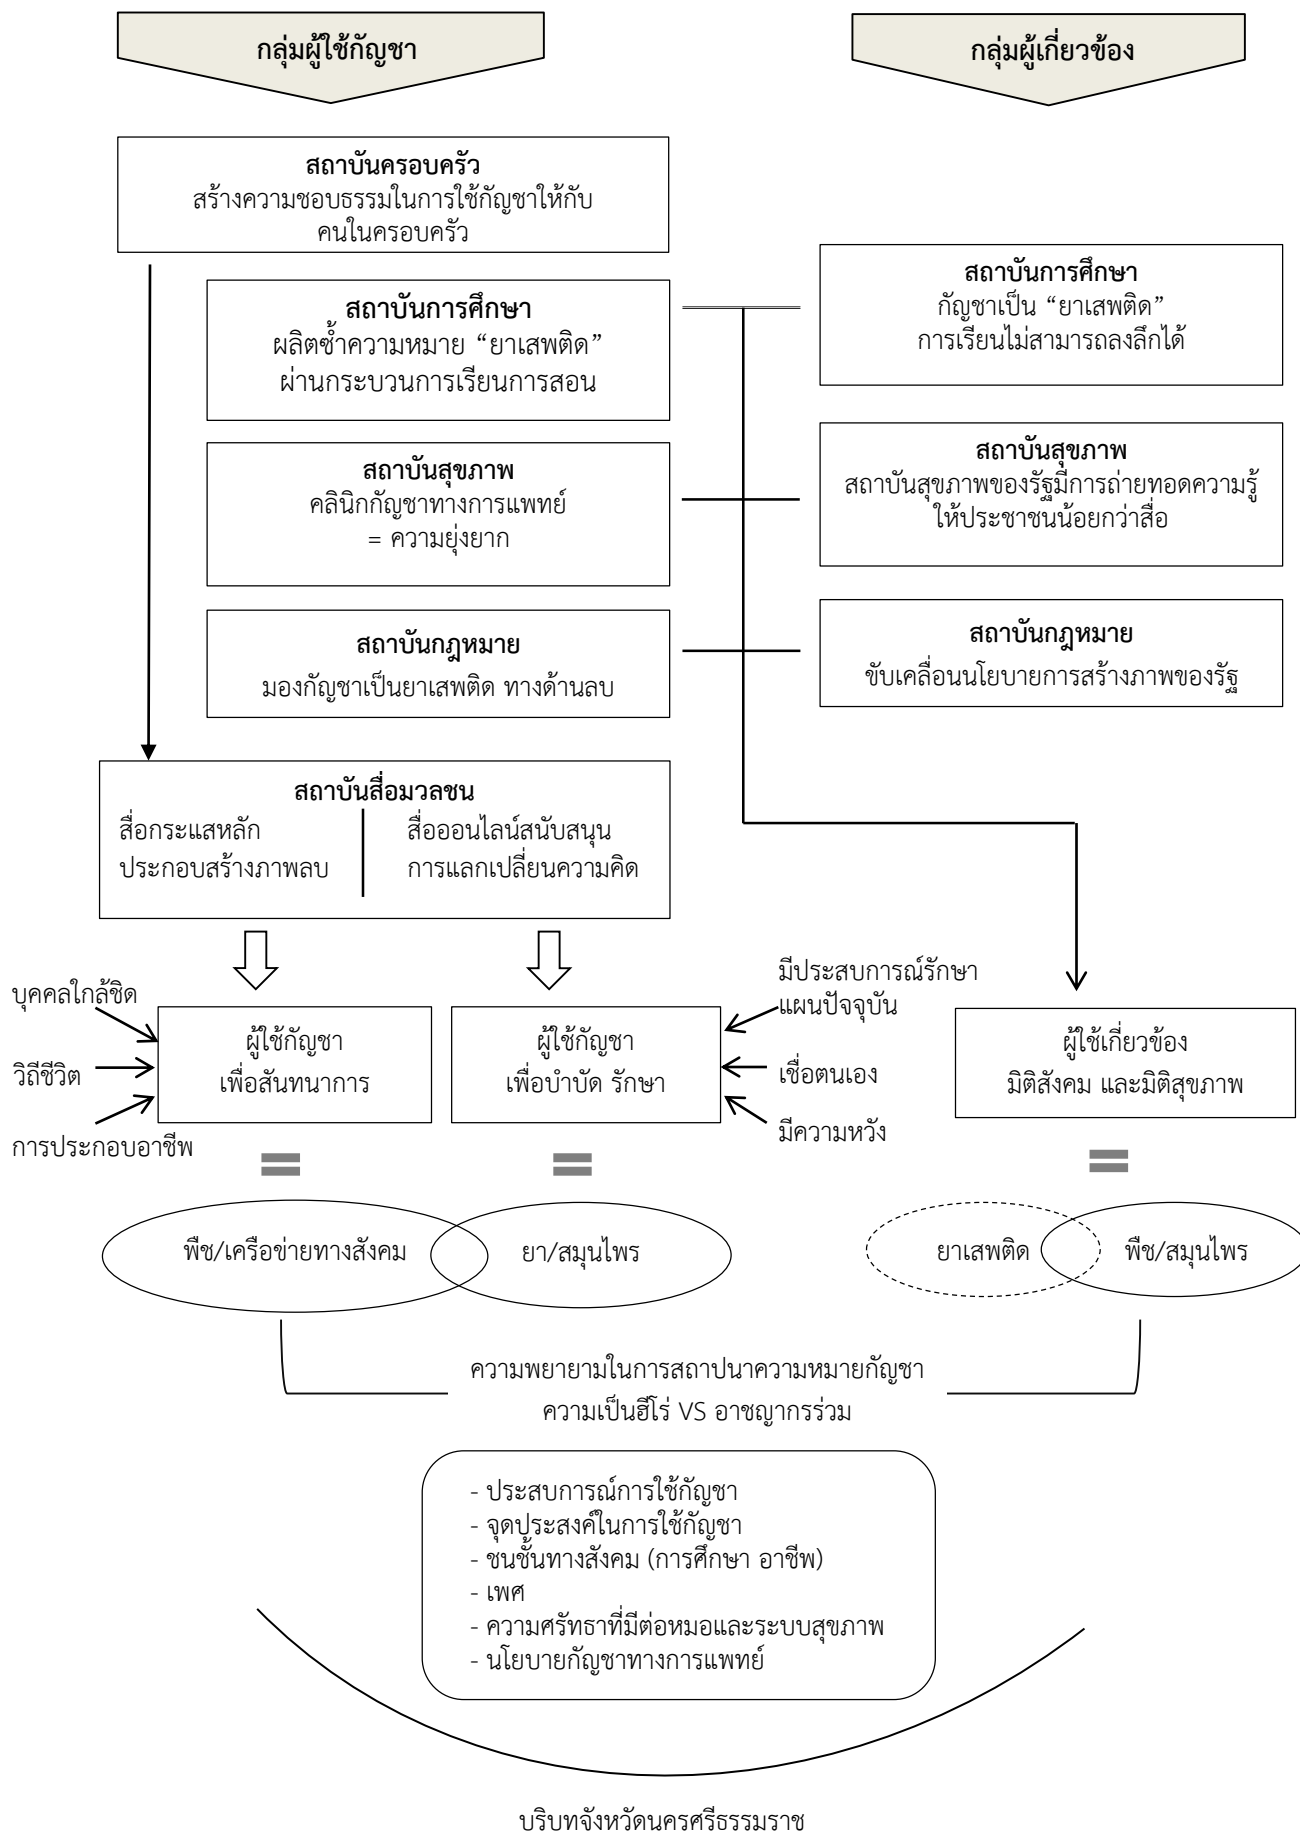 กลุ่มผู้ใช้กัญชา
กลุ่มผู้เกี่ยวข้อง
สถาบันครอบครัว
สร้างความชอบธรรมในการใช้กัญชาให้กับ
คนในครอบครัว
สถาบันการศึกษา
ผลิตซ้ำความหมาย “ยาเสพติด”
ผ่านกระบวนการเรียนการสอน
สถาบันการศึกษา
กัญชาเป็น “ยาเสพติด”
การเรียนไม่สามารถลงลึกได้
สถาบันสุขภาพ
คลินิกกัญชาทางการแพทย์
= ความยุ่งยาก
สถาบันสุขภาพ
สถาบันสุขภาพของรัฐมีการถ่ายทอดความรู้
ให้ประชาชนน้อยกว่าสื่อ
สถาบันกฎหมาย
มองกัญชาเป็นยาเสพติด ทางด้านลบ
สถาบันกฎหมาย
ขับเคลื่อนนโยบายการสร้างภาพของรัฐ
สถาบันสื่อมวลชน
สื่อกระแสหลัก
ประกอบสร้างภาพลบ
สื่อออนไลน์สนับสนุน
การแลกเปลี่ยนความคิด
บุคคลใกล้ชิด
วิถีชีวิต
การประกอบอาชีพ
ผู้ใช้กัญชา
เพื่อสันทนาการ
ผู้ใช้กัญชา
เพื่อบำบัด รักษา
มีประสบการณ์รักษา
แผนปัจจุบัน
เชื่อตนเอง
มีความหวัง
ผู้ใช้เกี่ยวข้อง
มิติสังคม และมิติสุขภาพ
=
=
=
พืช/เครือข่ายทางสังคม
ยา/สมุนไพร
ยาเสพติด
พืช/สมุนไพร
ความพยายามในการสถาปนาความหมายกัญชา
ความเป็นฮีโร่ VS อาชญากรร่วม
- ประสบการณ์การใช้กัญชา
- จุดประสงค์ในการใช้กัญชา
- ชนชั้นทางสังคม (การศึกษา อาชีพ)
- เพศ
- ความศรัทธาที่มีต่อหมอและระบบสุขภาพ
- นโยบายกัญชาทางการแพทย์
บริบทจังหวัดนครศรีธรรมราช